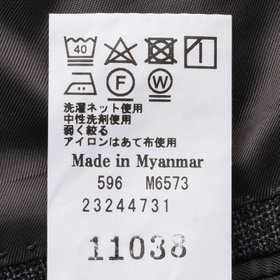 40
F W
洗濯ネット使用
中性洗剤使用
弱く絞る
アイロンはあて布使用
Made in Myanmar
596 M6573
23244731
11038